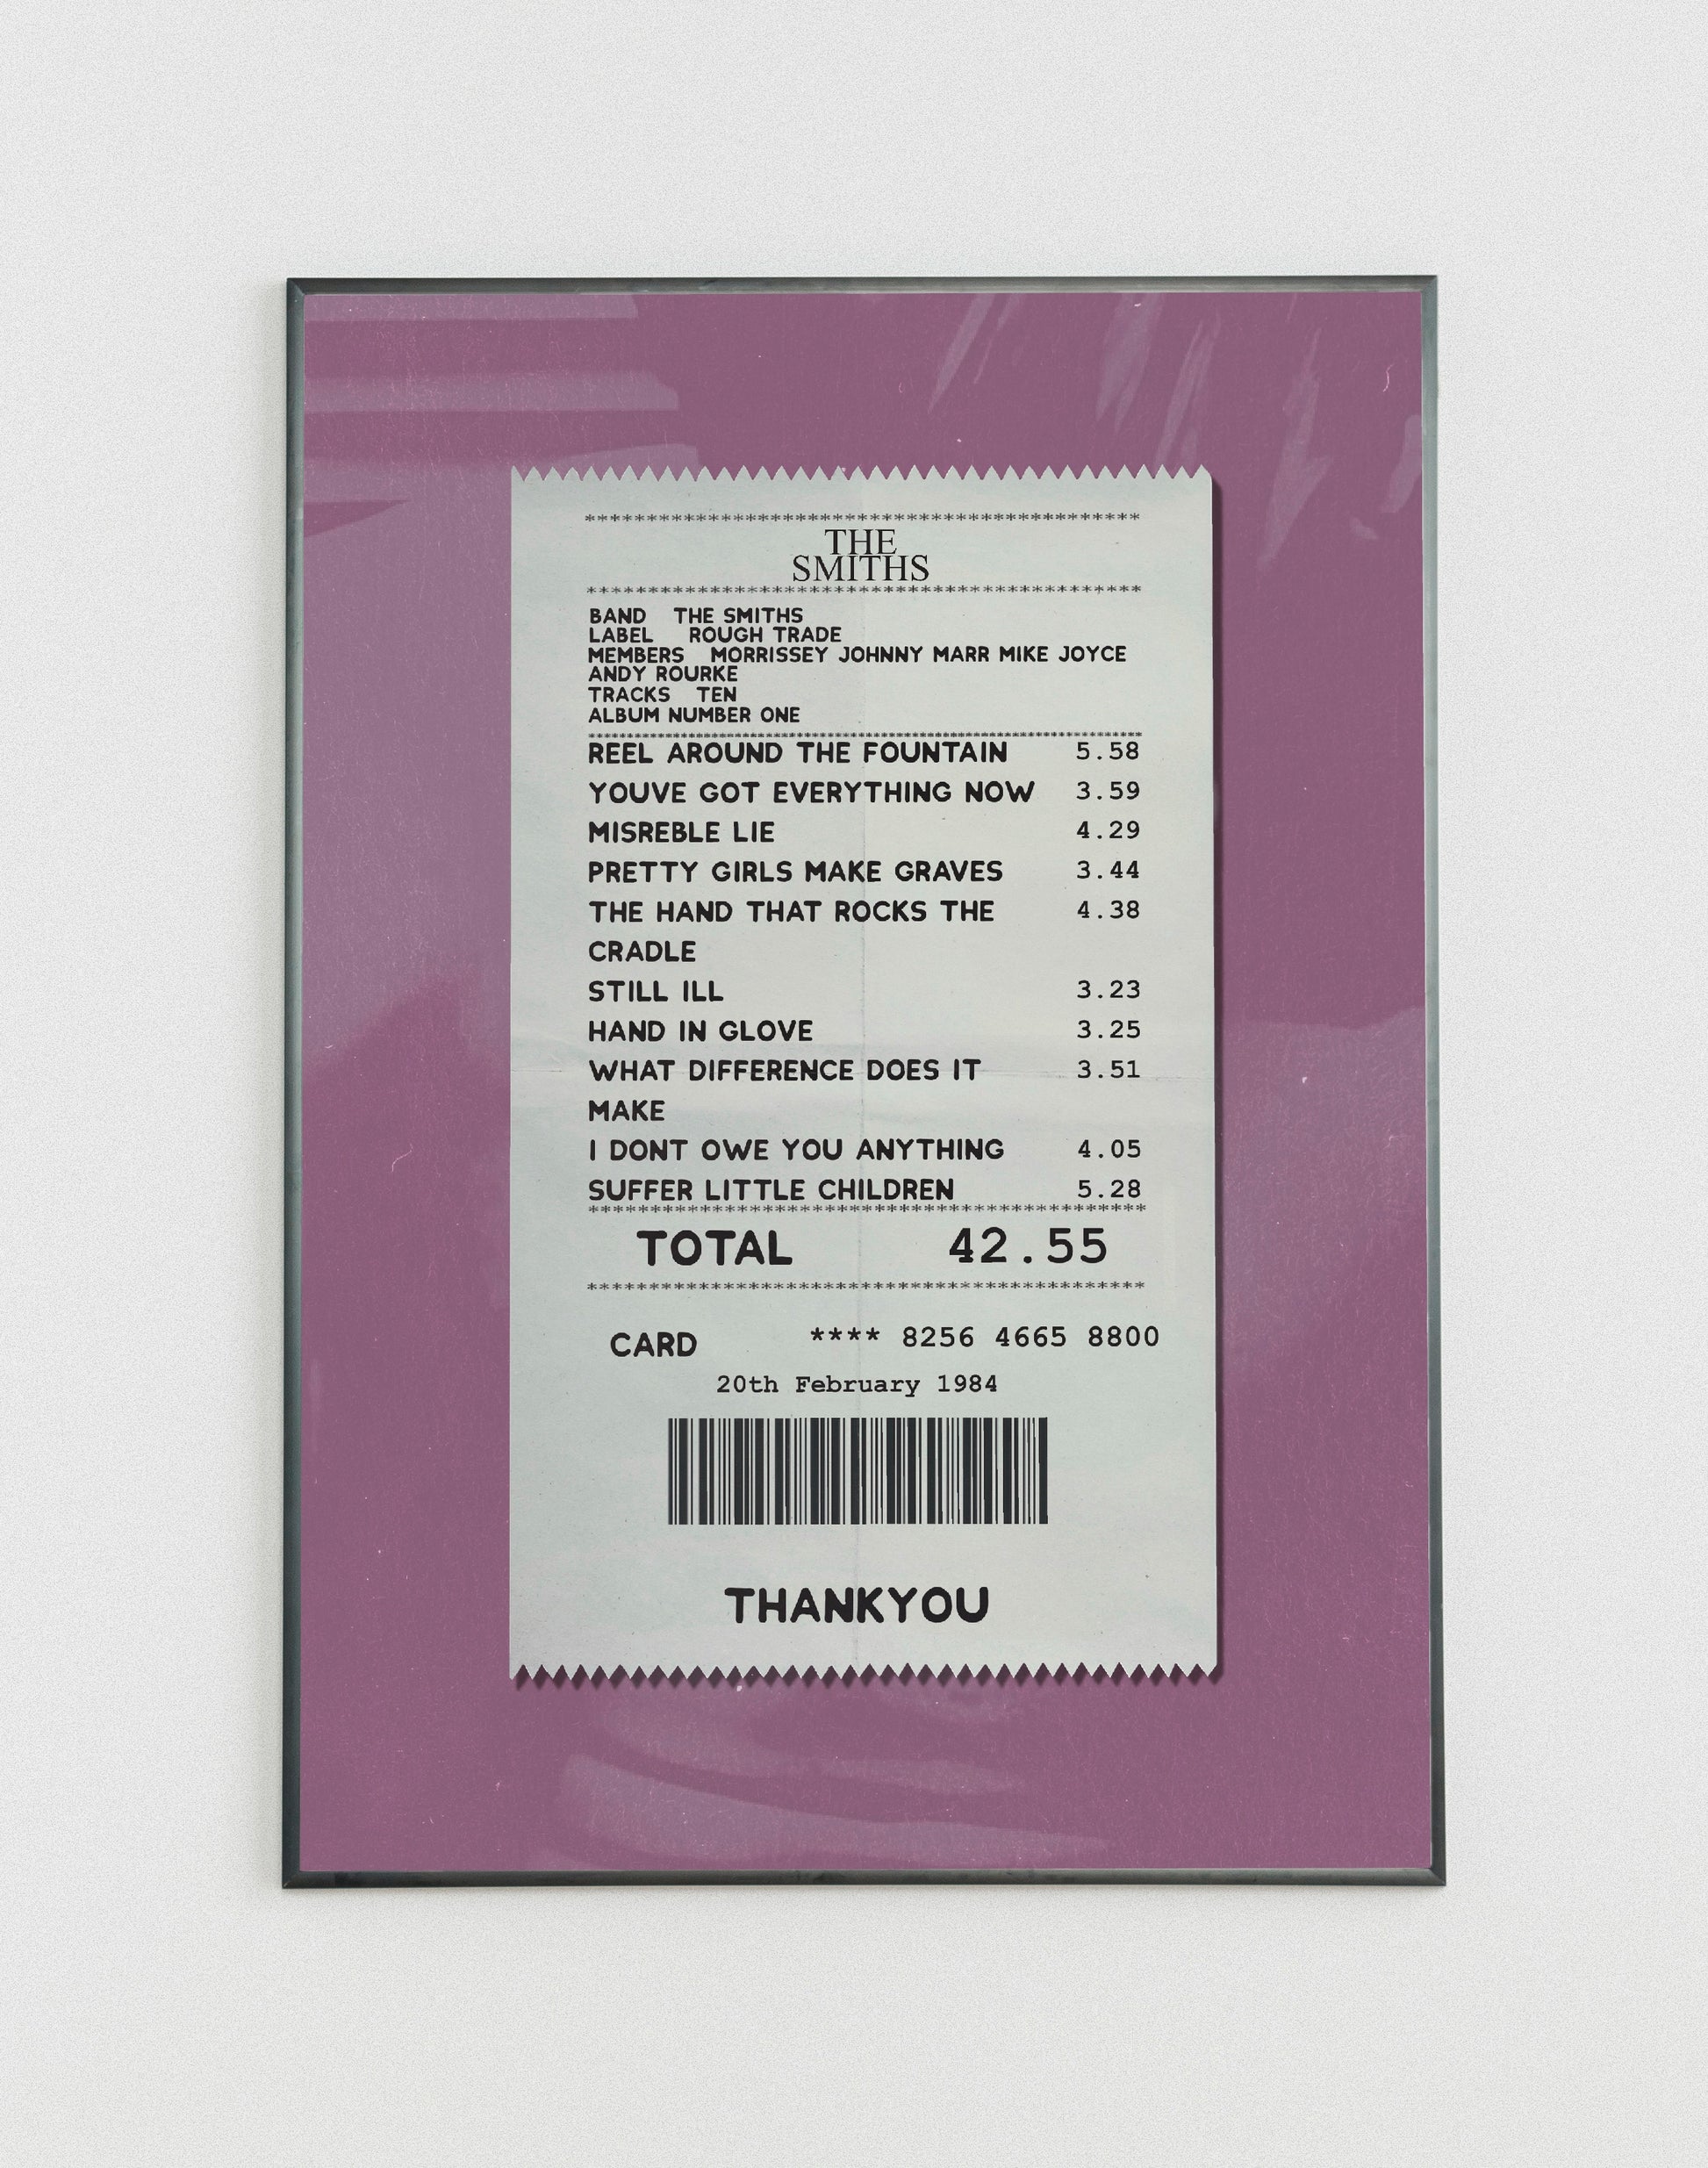 ****************************************************
THE
SMITHS
****************************************************
BAND THE SMITHS
LABEL ROUGH TRADE
MEMBERS MORRISSEY JOHNNY MARR MIKE JOYCE
ANDY ROURKE
TRACKS TEN
ALBUM NUMBER ONE
****************************************************
REEL AROUND THE FOUNTAIN 5.58
YOUVE GOT EVERYTHING NOW 3.59
MISREBLE LIE 4.29
PRETTY GIRLS MAKE GRAVES 3.44
THE HAND THAT ROCKS THE 4.38
CRADLE
STILL ILL 3.23
HAND IN GLOVE 3.25
WHAT DIFFERENCE DOES IT 3.51
MAKE
I DONT OWE YOU ANYTHING 4.05
SUFFER LITTLE CHILDREN 5.28
****************************************************
TOTAL 42.55
****************************************************
CARD **** 8256 4665 8800
20th February 1984
THANKYOU